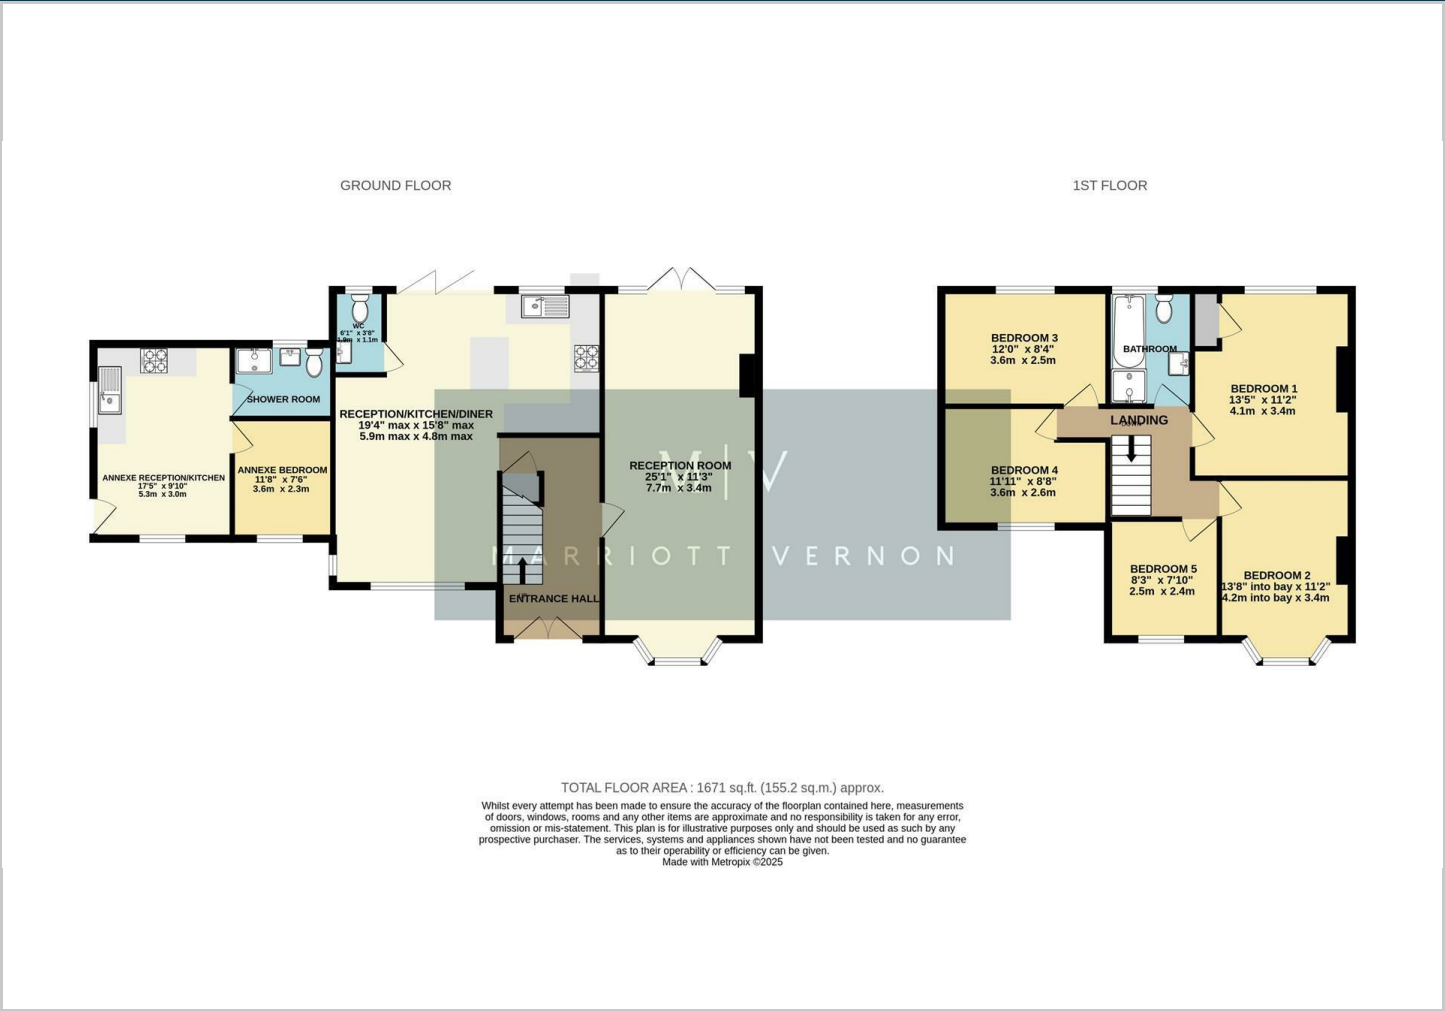 GROUND FLOOR
1ST FLOOR
WC
6'1" x 3'8"
1.9m x 1.1m
SHOWER ROOM
ANNEXE RECEPTION/KITCHEN
17'5" x 9'10"
5.3m x 3.0m
ANNEXE BEDROOM
11'8" x 7'6"
3.6m x 2.3m
RECEPTION/KITCHEN/DINER
19'4" max x 15'8" max
5.9m max x 4.8m max
RECEPTION ROOM
25'1" x 11'3"
7.7m x 3.4m
ENTRANCE HALL
M|V
MARRIOTT VERNON
BEDROOM 3
12'0" x 8'4"
3.6m x 2.5m
BATHROOM
BEDROOM 1
13'5" x 11'2"
4.1m x 3.4m
LANDING
BEDROOM 4
11'11" x 8'8"
3.6m x 2.6m
BEDROOM 5
8'3" x 7'10"
2.5m x 2.4m
BEDROOM 2
13'8" into bay x 11'2"
4.2m into bay x 3.4m
TOTAL FLOOR AREA : 1671 sq.ft. (155.2 sq.m.) approx.
Whilst every attempt has been made to ensure the accuracy of the floorplan contained here, measurements
of doors, windows, rooms and any other items are approximate and no responsibility is taken for any error,
omission or mis-statement. This plan is for illustrative purposes only and should be used as such by any
prospective purchaser. The services, systems and appliances shown have not been tested and no guarantee
as to their operability or efficiency can be given.
Made with Metropix ©2025